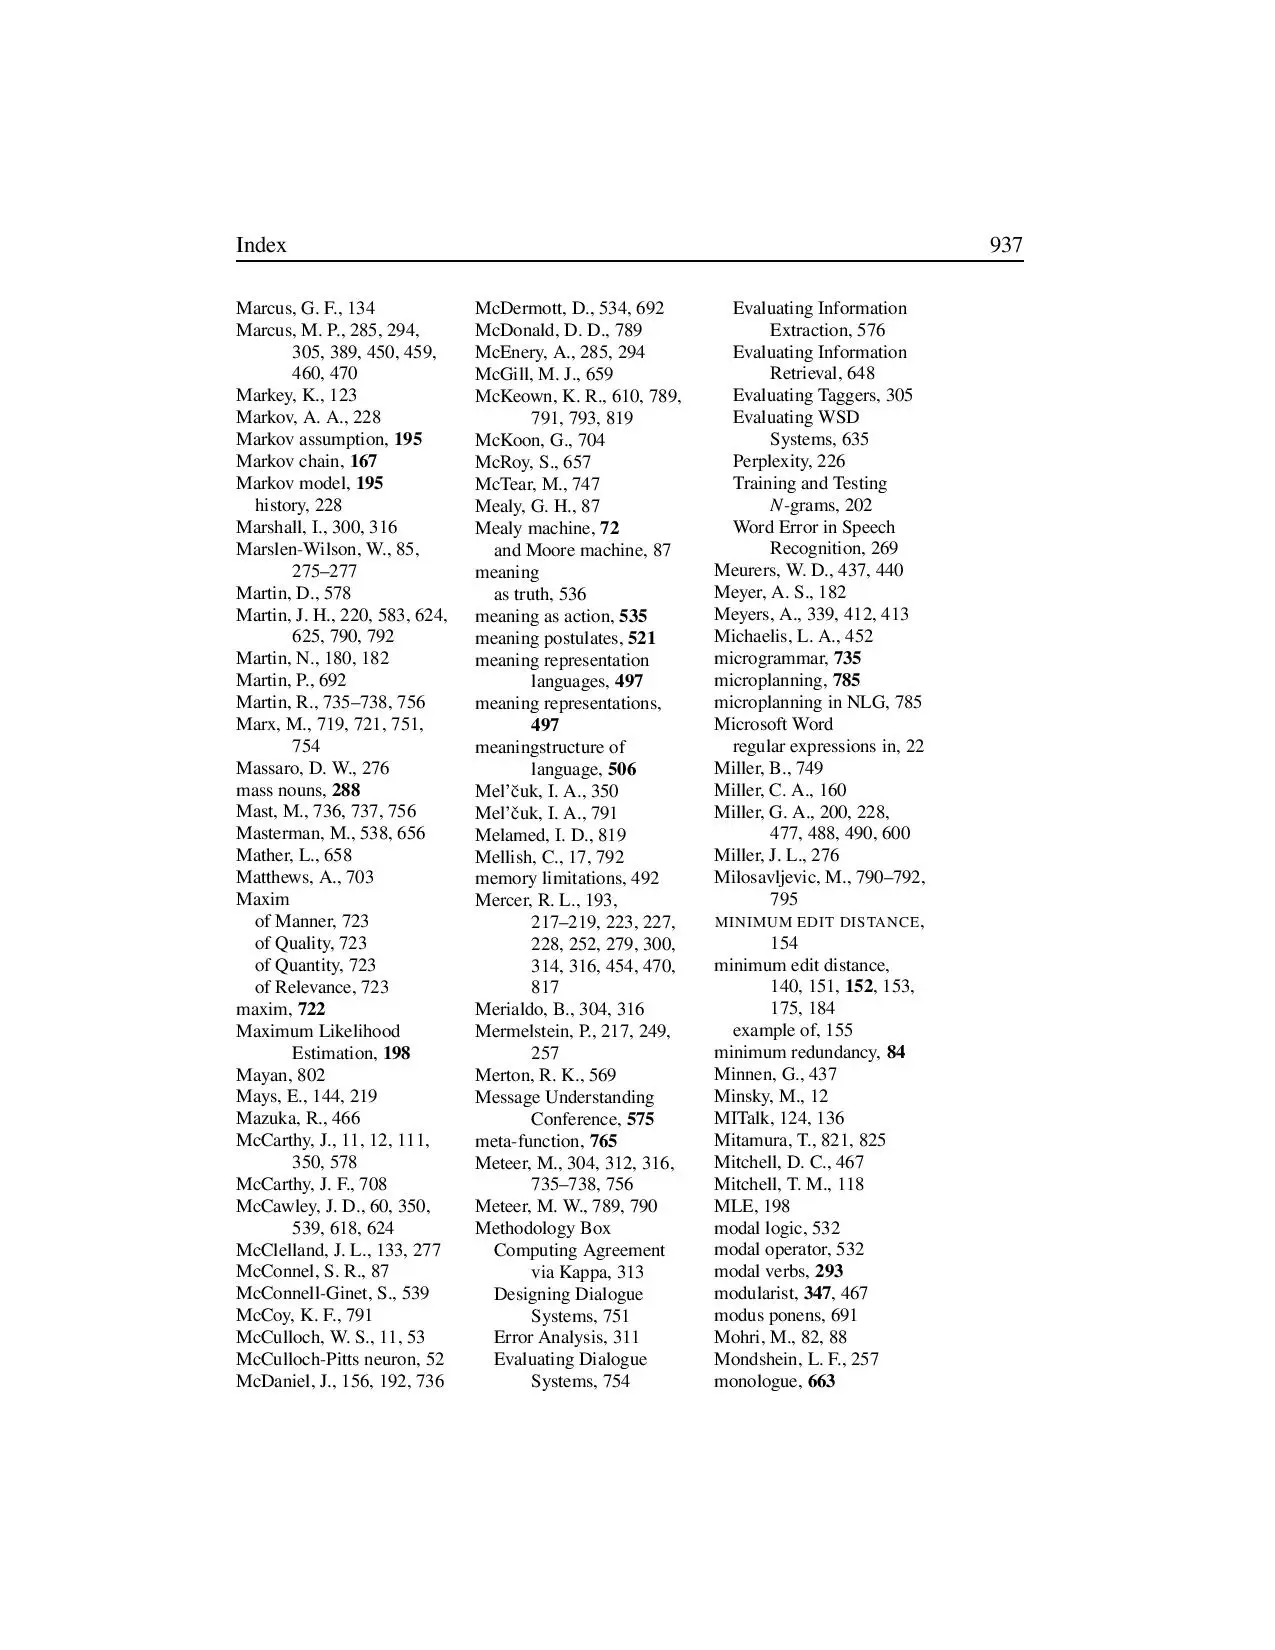 Index 937
Marcus, G. F., 134
Marcus, M. P., 285, 294,
305, 389, 450, 459,
460, 470
Markey, K., 123
Markov, A. A., 228
Markov assumption, 195
Markov chain, 167
Markov model, 195
history, 228
Marshall, I., 300, 316
Marslen-Wilson, W., 85,
275–277
Martin, D., 578
Martin, J. H., 220, 583, 624,
625, 790, 792
Martin, N., 180, 182
Martin, P., 692
Martin, R., 735–738, 756
Marx, M., 719, 721, 751,
754
Massaro, D. W., 276
mass nouns, 288
Mast, M., 736, 737, 756
Masterman, M., 538, 656
Mather, L., 658
Matthews, A., 703
Maxim
of Manner, 723
of Quality, 723
of Quantity, 723
of Relevance, 723
maxim, 722
Maximum Likelihood
Estimation, 198
Mayan, 802
Mays, E., 144, 219
Mazuka, R., 466
McCarthy, J., 11, 12, 111,
350, 578
McCarthy, J. F., 708
McCawley, J. D., 60, 350,
539, 618, 624
McClelland, J. L., 133, 277
McConnel, S. R., 87
McConnell-Ginet, S., 539
McCoy, K. F., 791
McCulloch, W. S., 11, 53
McCulloch-Pitts neuron, 52
McDaniel, J., 156, 192, 736
McDermott, D., 534, 692
McDonald, D. D., 789
McEnery, A., 285, 294
McGill, M. J., 659
McKeown, K. R., 610, 789,
791, 793, 819
McKoon, G., 704
McRoy, S., 657
McTear, M., 747
Mealy, G. H., 87
Mealy machine, 72
and Moore machine, 87
meaning
as truth, 536
meaning as action, 535
meaning postulates, 521
meaning representation
languages, 497
meaning representations,
497
meaningstructure of
language, 506
Mel’čuk, I. A., 350
Mel’čuk, I. A., 791
Melamed, I. D., 819
Mellish, C., 17, 792
memory limitations, 492
Mercer, R. L., 193,
217–219, 223, 227,
228, 252, 279, 300,
314, 316, 454, 470,
817
Merialdo, B., 304, 316
Mermelstein, P., 217, 249,
257
Merton, R. K., 569
Message Understanding
Conference, 575
meta-function, 765
Meteer, M., 304, 312, 316,
735–738, 756
Meteer, M. W., 789, 790
Methodology Box
Computing Agreement
via Kappa, 313
Designing Dialogue
Systems, 751
Error Analysis, 311
Evaluating Dialogue
Systems, 754
Evaluating Information
Extraction, 576
Evaluating Information
Retrieval, 648
Evaluating Taggers, 305
Evaluating WSD
Systems, 635
Perplexity, 226
Training and Testing
N-grams, 202
Word Error in Speech
Recognition, 269
Meurers, W. D., 437, 440
Meyer, A. S., 182
Meyers, A., 339, 412, 413
Michaelis, L. A., 452
microgrammar, 735
microplanning, 785
microplanning in NLG, 785
Microsoft Word
regular expressions in, 22
Miller, B., 749
Miller, C. A., 160
Miller, G. A., 200, 228,
477, 488, 490, 600
Miller, J. L., 276
Milosavljevic, M., 790–792,
795
MINIMUM EDIT DISTANCE,
154
minimum edit distance,
140, 151, 152, 153,
175, 184
example of, 155
minimum redundancy, 84
Minnen, G., 437
Minsky, M., 12
MITalk, 124, 136
Mitamura, T., 821, 825
Mitchell, D. C., 467
Mitchell, T. M., 118
MLE, 198
modal logic, 532
modal operator, 532
modal verbs, 293
modularist, 347, 467
modus ponens, 691
Mohri, M., 82, 88
Mondshein, L. F., 257
monologue, 663